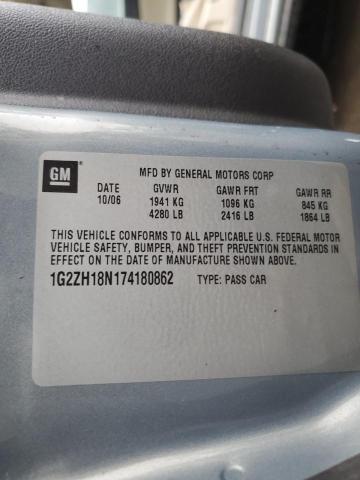 GM
MFD BY GENERAL MOTORS CORP
DATE GVWR GAWR FRT GAWR RR
10/06 1941 KG 1096 KG 845 KG
4280 LB 2416 LB 1864 LB
THIS VEHICLE CONFORMS TO ALL APPLICABLE U.S. FEDERAL MOTOR
VEHICLE SAFETY, BUMPER, AND THEFT PREVENTION STANDARDS
IN EFFECT ON THE DATE OF MANUFACTURE SHOWN ABOVE.
1G2ZH18N174180862 TYPE: PASS CAR